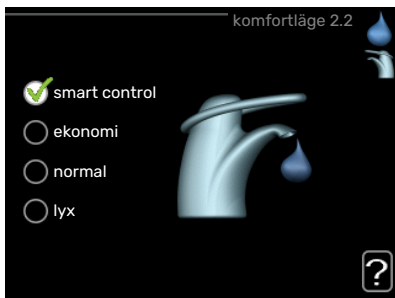 komfortläge 2.2
smart control
ekonomi
normal
lyx
?